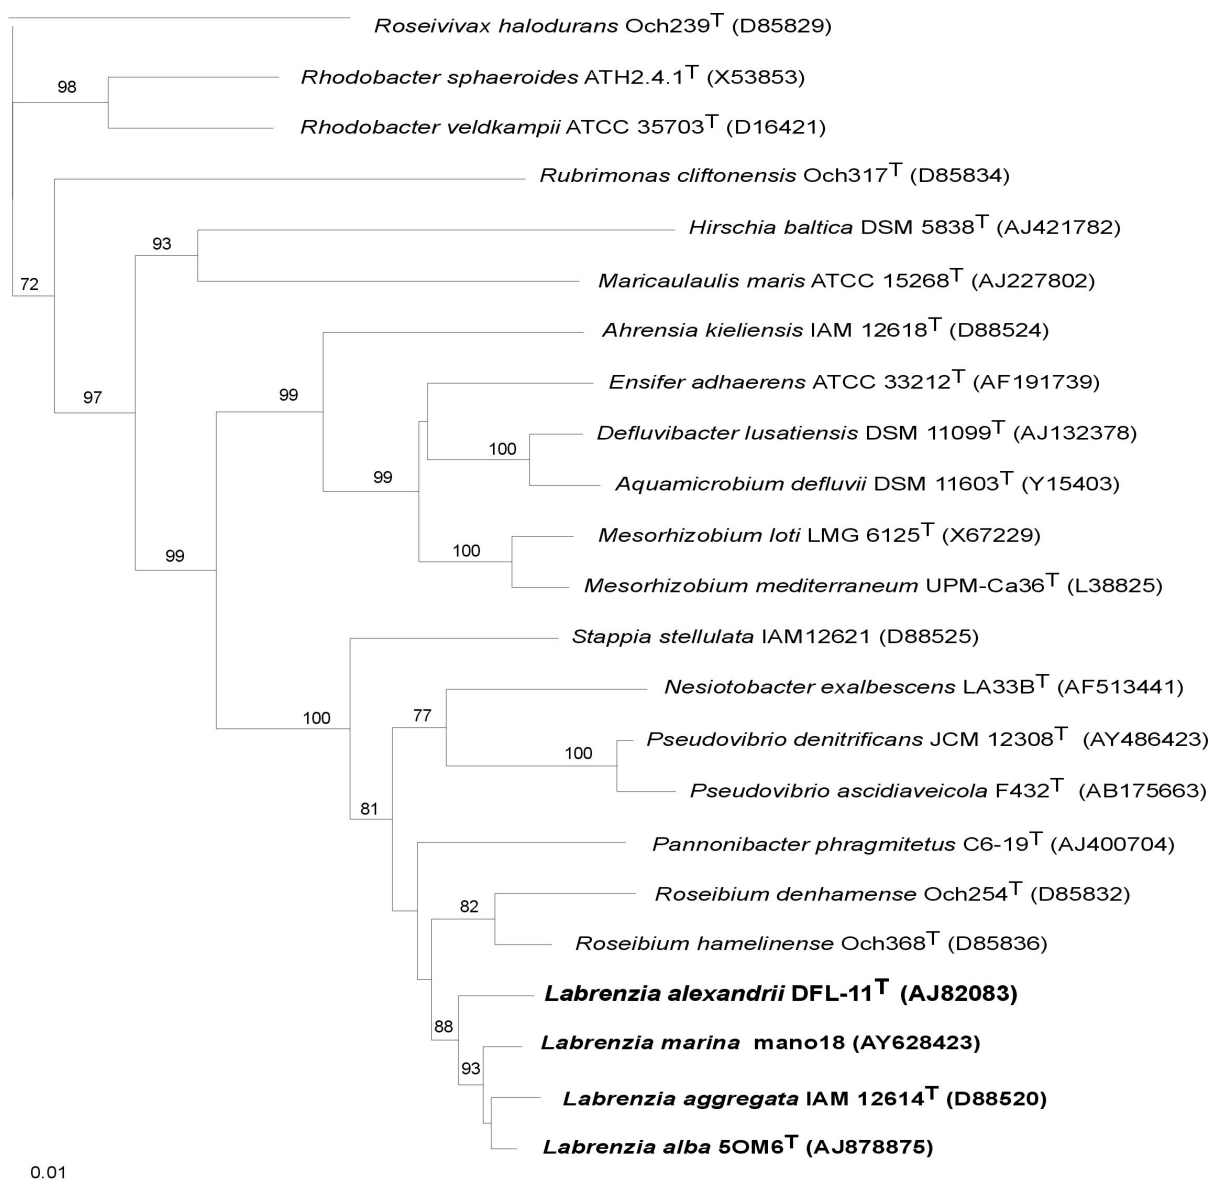 Roseivivax halodurans Och239T (D85829)
98
Rhodobacter sphaeroides ATH2.4.1T (X53853)
Rhodobacter veldkampii ATCC 35703T (D16421)
Rubrimonas cliftonensis Och317T (D85834)
Hirschia baltica DSM 5838T (AJ421782)
93
72
Maricaulaulis maris ATCC 15268T (AJ227802)
Ahrensia kieliensis IAM 12618T (D88524)
Ensifer adhaerens ATCC 33212T (AF191739)
97
99
Defluvibacter lusatiensis DSM 11099T (AJ132378)
100
99
Aquamicrobium defluvii DSM 11603T (Y15403)
Mesorhizobium loti LMG 6125T (X67229)
99
100
Mesorhizobium mediterraneum UPM-Ca36T (L38825)
Stappia stellulata IAM12621 (D88525)
Nesiotobacter exalbescens LA33BT (AF513441)
100
77
Pseudovibrio denitrificans JCM 12308T (AY486423)
100
Pseudovibrio ascidiaveicola F432T (AB175663)
81
Pannonibacter phragmitetus C6-19T (AJ400704)
Roseibium denhamense Och254T (D85832)
82
Roseibium hamelinense Och368T (D85836)
Labrenzia alexandrii DFL-11T (AJ82083)
88
Labrenzia marina mano18 (AY628423)
93
Labrenzia aggregata IAM 12614T (D88520)
Labrenzia alba 5OM6T (AJ878875)
0.01